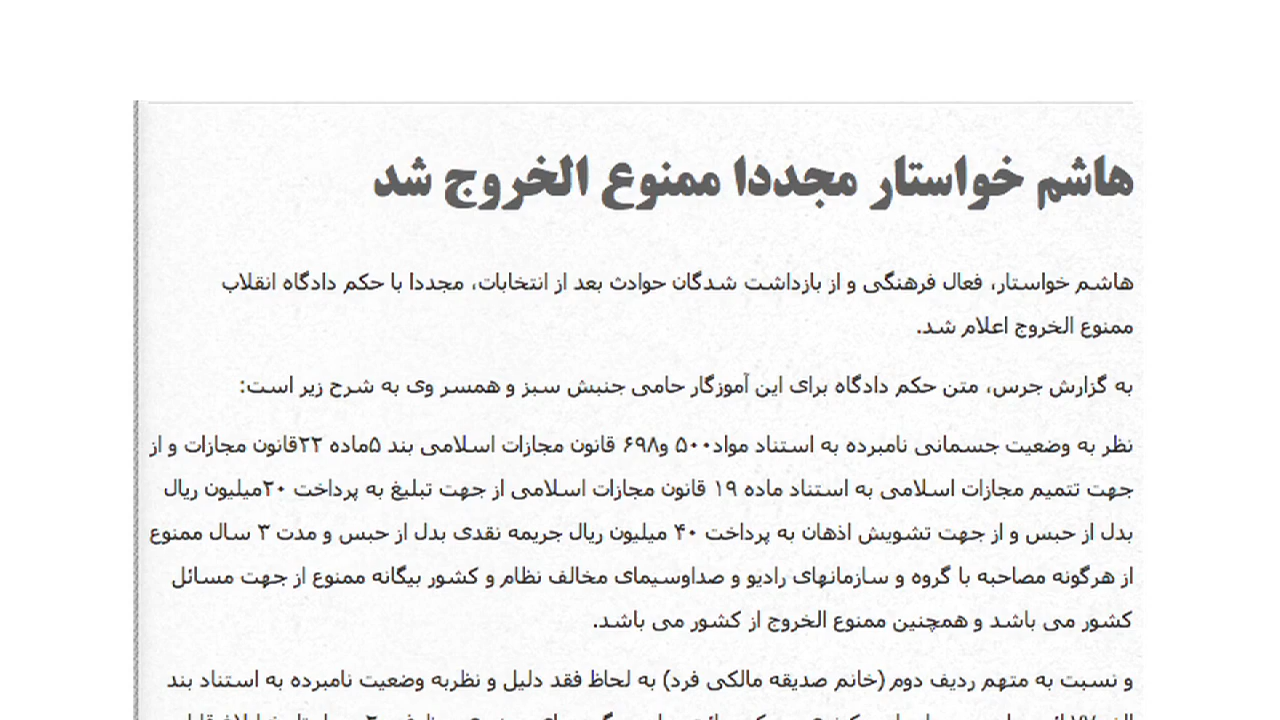 هاشم خواستار مجددا ممنوع الخروج شد
هاشم خواستار، فعال فرهنگی و از بازداشت شدگان حوادث بعد از انتخابات، مجددا با حکم دادگاه انقلاب
ممنوع الخروج اعلام شد.
به گزارش جرس، متن حکم دادگاه برای این آموزگار حامی جنبش سبز و همسر وی به شرح زیر است:
نظر به وضعیت جسمانی نامبرده به استناد مواد۵۰۰ و۶۹۸ قانون مجازات اسلامی بند ۵ماده ۲۲قانون مجازات و از
جهت تتمیم مجازات اسلامی به استناد ماده ۱۹ قانون مجازات اسلامی از جهت تبلیغ به پرداخت ۲۰میلیون ریال
بدل از حبس و از جهت تشویش اذهان به پرداخت ۴۰ میلیون ریال جریمه نقدی بدل از حبس و مدت ۳ سال ممنوع
از هرگونه مصاحبه با گروه و سازمانهای رادیو و صداوسیمای مخالف نظام و کشور بیگانه ممنوع از جهت مسائل
کشور می باشد و همچنین ممنوع الخروج از کشور می باشد.
و نسبت به متهم ردیف دوم (خانم صدیقه مالکی فرد) به لحاظ فقد دلیل و نظربه وضعیت نامبرده به استناد بند